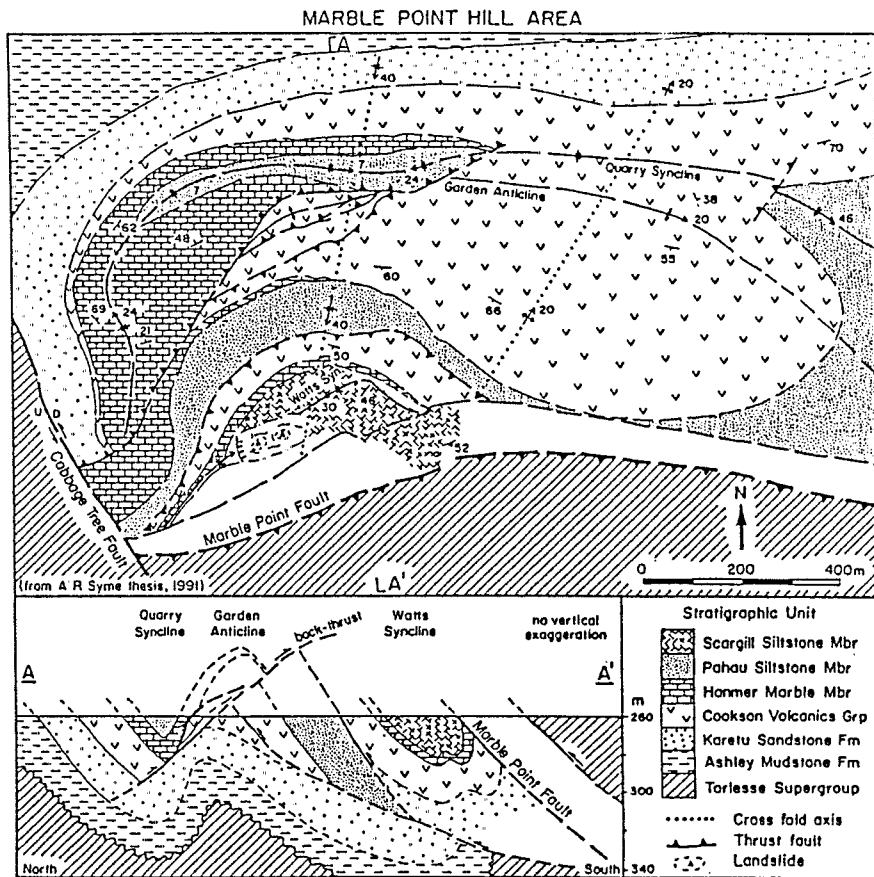 MARBLE POINT HILL AREA
A
40
20
70
7
7
24
Quarry
Syncline
Garden Anticline
38
20
46
62
48
55
60
66
69
24
21
40
20
50
Watts
51
46
30
52
U D
Cabbage Tree Fault
Marble Point Fault
N
(from A R Syme thesis, 1991)
A'
0 200 400m
Quarry
Syncline
Garden
Anticline
back-thrust
Watts
Syncline
no vertical
exaggeration
A
A'
m
260
300
340
Marble Point Fault
North
South
Stratigraphic Unit
Scargill Siltstone Mbr
Pahau Siltstone Mbr
Hanmer Marble Mbr
Cookson Volcanics Grp
Karetu Sandstone Fm
Ashley Mudstone Fm
Torlesse Supergroup
Cross fold axis
Thrust fault
Landslide